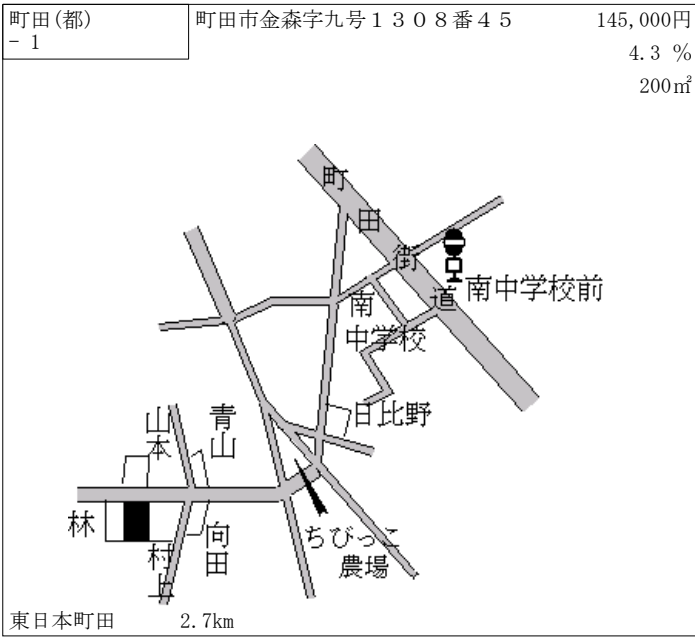 町田(都)
- 1
町田市金森字九号１３０８番４５
145,000円
4.3 %
200㎡
町田街道
南中学校前
南
中学校
日比野
山本
青山
林
村上
向田
ちびっこ
農場
東日本町田 2.7km